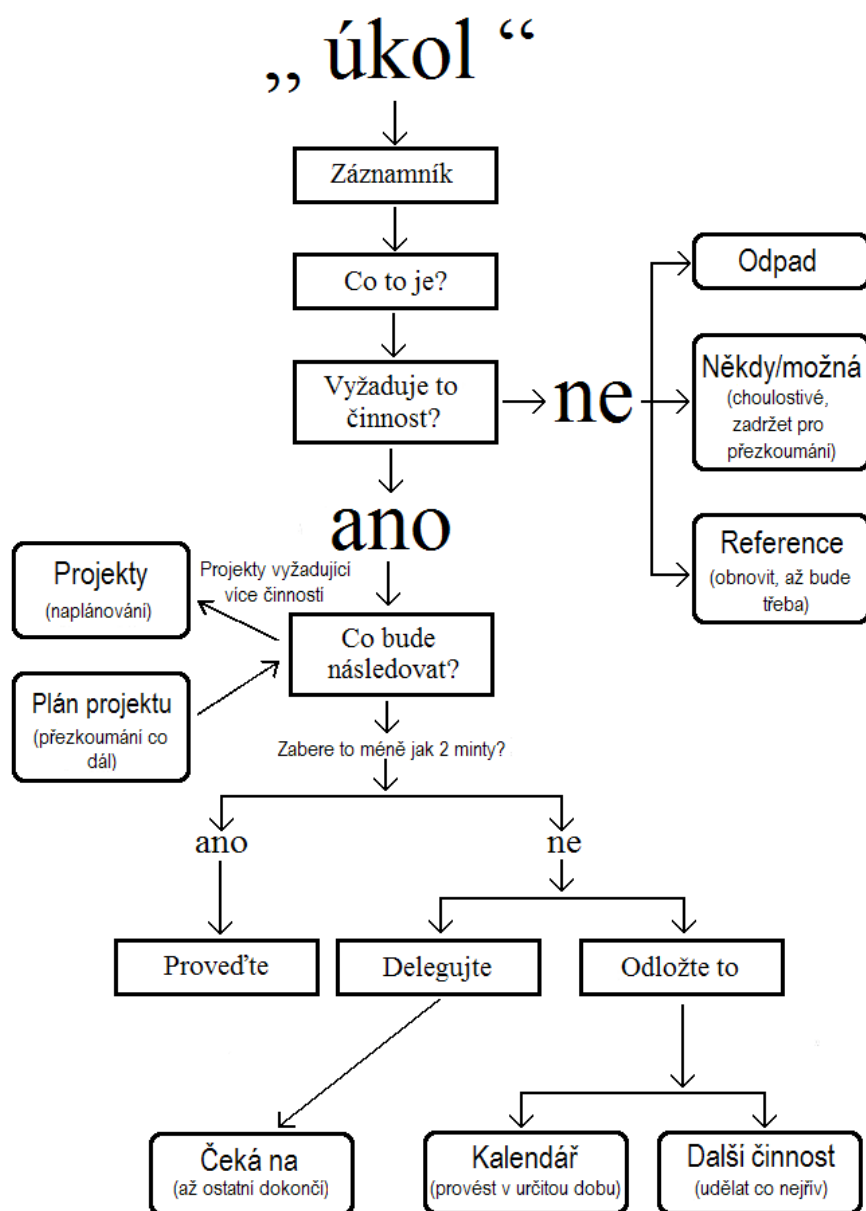 „ úkol “
Záznamník
Co to je?
Vyžaduje to
činnost?
ne
Odpad
Někdy/možná
(choulostivé,
zadržet pro
přezkoumání)
Reference
(obnovit, až bude
třeba)
ano
Projekty
(naplánování)
Projekty vyžadující
více činností
Co bude
následovat?
Plán projektu
(přezkoumání co
dál)
Zabere to méně jak 2 minty?
ano
ne
Proveďte
Delegujte
Odložte to
Čeká na
(až ostatní dokončí)
Kalendář
(provést v určitou dobu)
Další činnost
(udělat co nejřív)